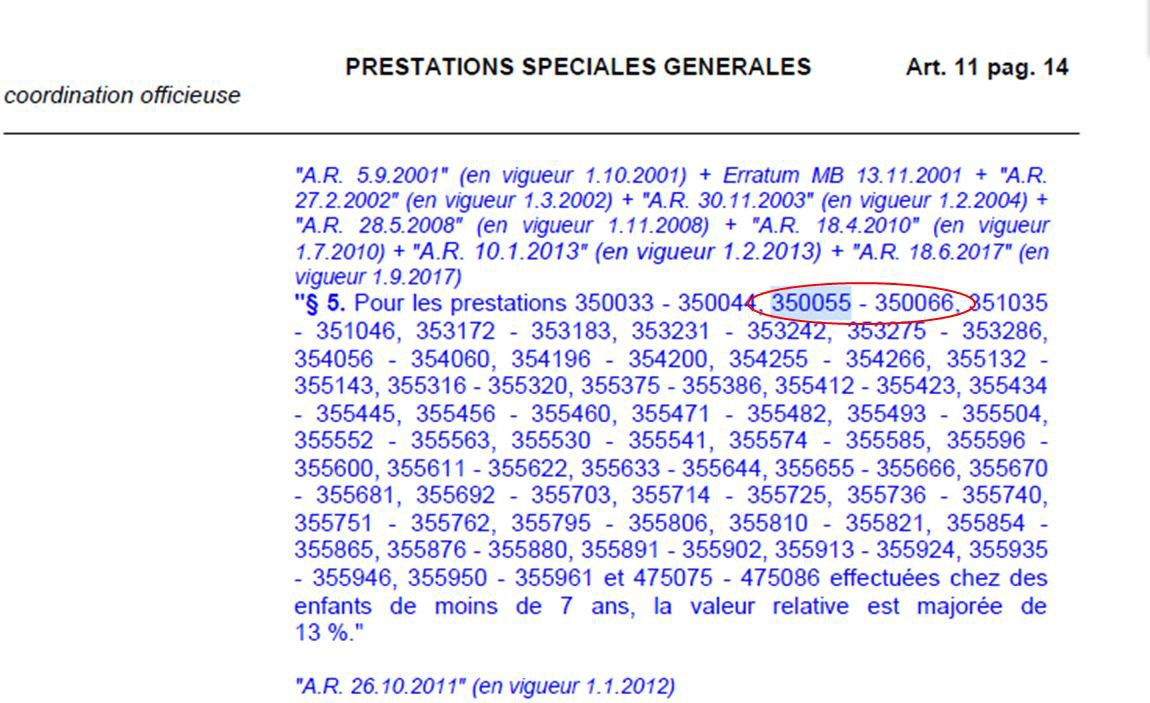 PRESTATIONS SPECIALES GENERALES Art. 11 pag. 14
coordination officieuse
"A.R. 5.9.2001" (en vigueur 1.10.2001) + Erratum MB 13.11.2001 + "A.R.
27.2.2002" (en vigueur 1.3.2002) + "A.R. 30.11.2003" (en vigueur 1.2.2004) +
"A.R. 28.5.2008" (en vigueur 1.11.2008) + "A.R. 18.4.2010" (en vigueur
1.7.2010) + "A.R. 10.1.2013" (en vigueur 1.2.2013) + "A.R. 18.6.2017" (en
vigueur 1.9.2017)
"§ 5. Pour les prestations 350033 - 350044, 350055 - 350066, 351035
- 351046, 353172 - 353183, 353231 - 353242, 353275 - 353286,
354056 - 354060, 354196 - 354200, 354255 - 354266, 355132 -
355143, 355316 - 355320, 355375 - 355386, 355412 - 355423, 355434
- 355445, 355456 - 355460, 355471 - 355482, 355493 - 355504,
355552 - 355563, 355530 - 355541, 355574 - 355585, 355596 -
355600, 355611 - 355622, 355633 - 355644, 355655 - 355666, 355670
- 355681, 355692 - 355703, 355714 - 355725, 355736 - 355740,
355751 - 355762, 355795 - 355806, 355810 - 355821, 355854 -
355865, 355876 - 355880, 355891 - 355902, 355913 - 355924, 355935
- 355946, 355950 - 355961 et 475075 - 475086 effectuées chez des
enfants de moins de 7 ans, la valeur relative est majorée de
13 %."
"A.R. 26.10.2011" (en vigueur 1.1.2012)